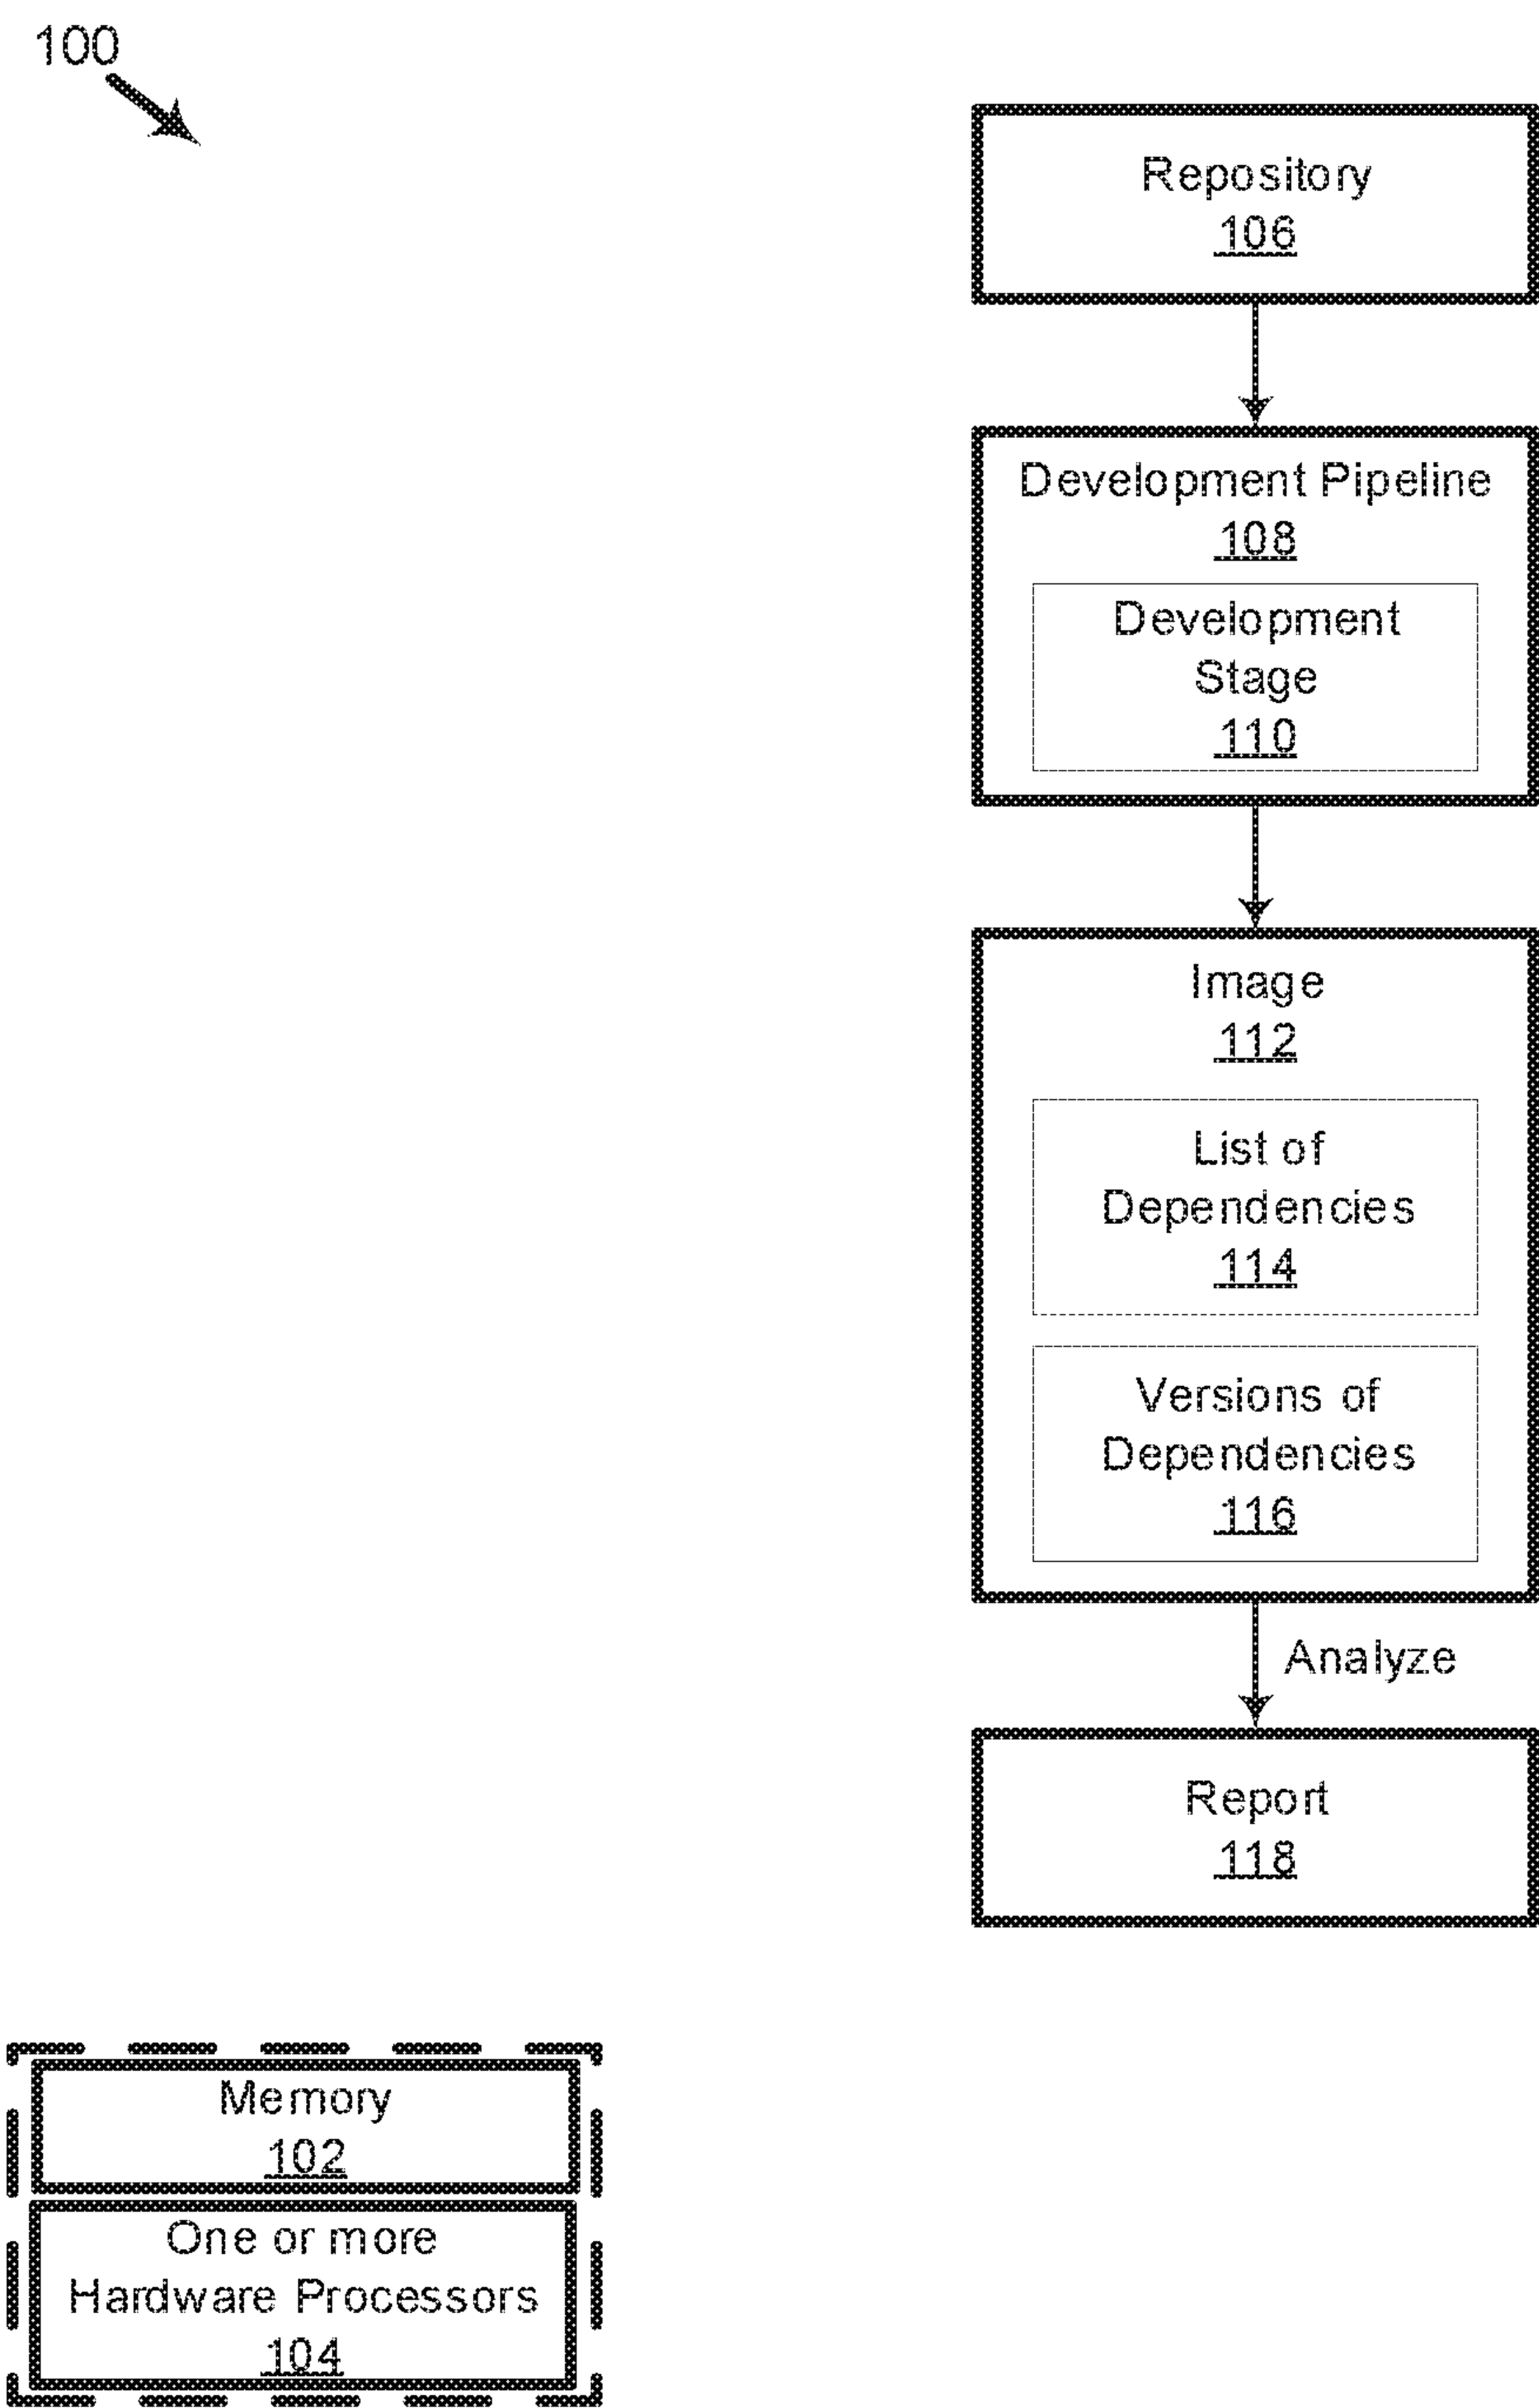 100
Repository
106
Development Pipeline
108
Development
Stage
110
Image
112
List of
Dependencies
114
Versions of
Dependencies
116
Analyze
Report
118
Memory
102
One or more
Hardware Processors
104